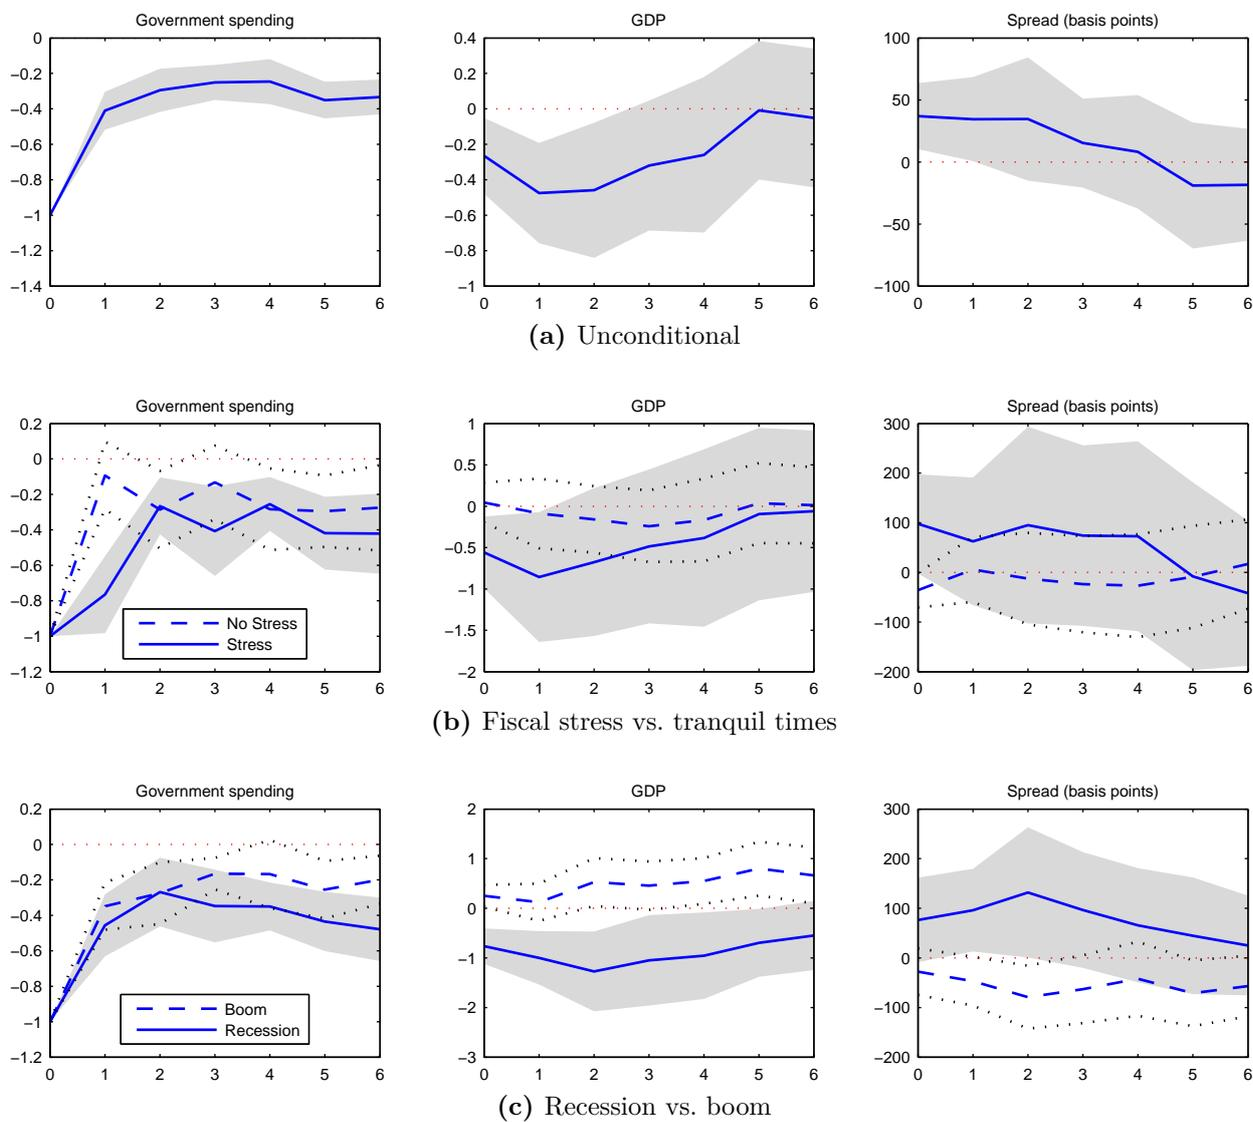 Government spending
GDP
Spread (basis points)
0
−0.2
−0.4
−0.6
−0.8
−1
−1.2
−1.4
0 1 2 3 4 5 6
0.4
0.2
0
−0.2
−0.4
−0.6
−0.8
−1
0 1 2 3 4 5 6
100
50
0
−50
−100
0 1 2 3 4 5 6
(a) Unconditional
Government spending
GDP
Spread (basis points)
0.2
0
−0.2
−0.4
−0.6
−0.8
−1
−1.2
No Stress
Stress
0 1 2 3 4 5 6
1
0.5
0
−0.5
−1
−1.5
−2
0 1 2 3 4 5 6
300
200
100
0
−100
−200
0 1 2 3 4 5 6
(b) Fiscal stress vs. tranquil times
Government spending
GDP
Spread (basis points)
0.2
0
−0.2
−0.4
−0.6
−0.8
−1
−1.2
Boom
Recession
0 1 2 3 4 5 6
2
1
0
−1
−2
−3
0 1 2 3 4 5 6
300
200
100
0
−100
−200
0 1 2 3 4 5 6
(c) Recession vs. boom